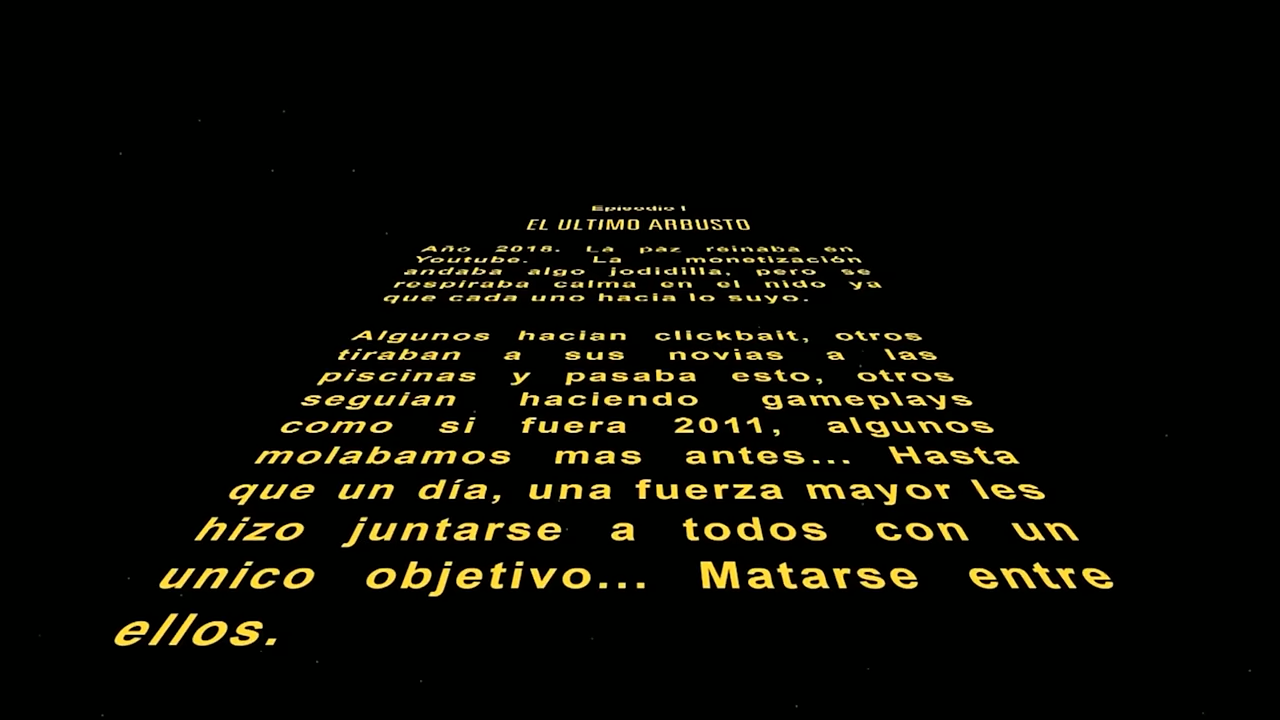 Episodio I
EL ULTIMO ARBUSTO
Año 2018. La paz reinaba en
Youtube. La monetización
andaba algo jodidilla, pero se
respiraba calma en el nido ya
que cada uno hacia lo suyo.
Algunos hacian clickbait, otros
tiraban a sus novias a las
piscinas y pasaba esto, otros
seguian haciendo gameplays
como si fuera 2011, algunos
molabamos mas antes... Hasta
que un día, una fuerza mayor les
hizo juntarse a todos con un
unico objetivo... Matarse entre
ellos.